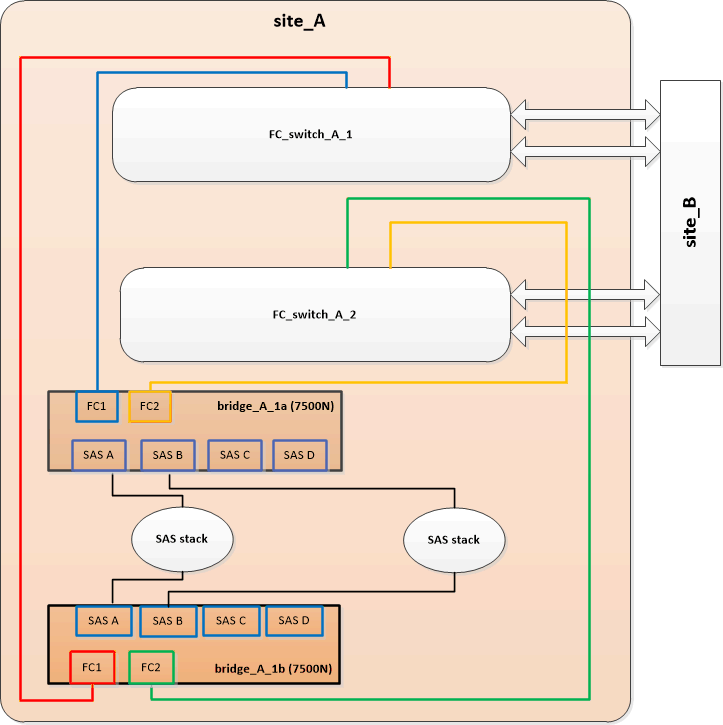 site_A
FC_switch_A_1
site_B
FC_switch_A_2
FC1 FC2 bridge_A_1a (7500N)
SAS A SAS B SAS C SAS D
SAS stack SAS stack
SAS A SAS B SAS C SAS D
FC1 FC2 bridge_A_1b (7500N)